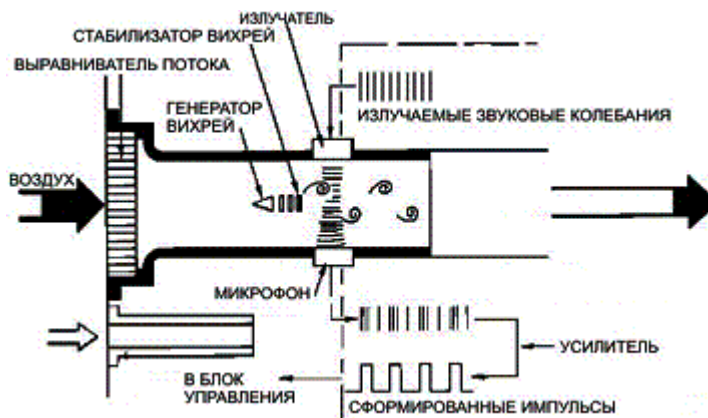 ИЗЛУЧАТЕЛЬ
СТАБИЛИЗАТОР ВИХРЕЙ
ВЫРАВНИВАТЕЛЬ ПОТОКА
ГЕНЕРАТОР
ВИХРЕЙ
ИЗЛУЧАЕМЫЕ ЗВУКОВЫЕ КОЛЕБАНИЯ
ВОЗДУХ
МИКРОФОН
УСИЛИТЕЛЬ
В БЛОК
УПРАВЛЕНИЯ
СФОРМИРОВАННЫЕ ИМПУЛЬСЫ